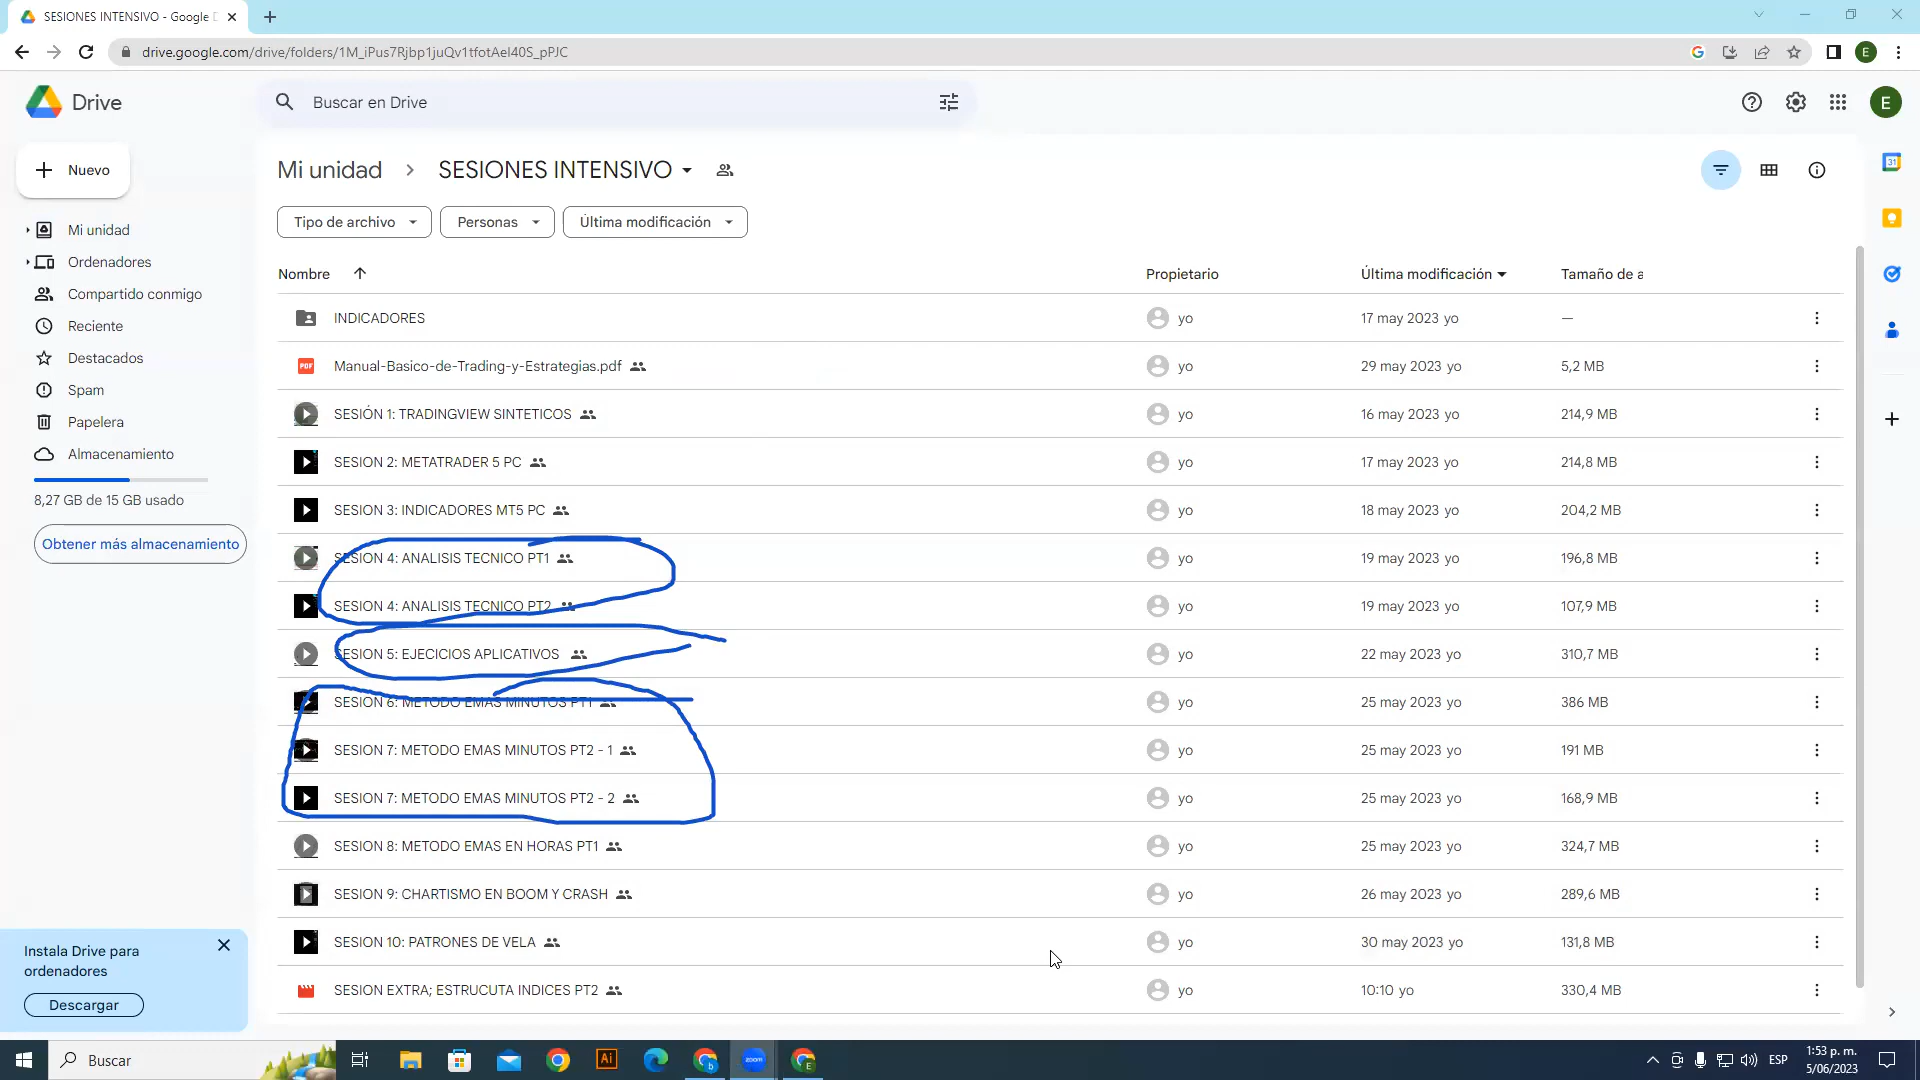 SESIONES INTENSIVO - Google D
drive.google.com/drive/folders/1M_iPus7Rjbp1juQv1tfotAel40S_pPJC
E
Drive
Buscar en Drive
E
Nuevo
Mi unidad
SESIONES INTENSIVO
31
Tipo de archivo
Personas
Última modificación
Mi unidad
Ordenadores
Compartido conmigo
Reciente
Destacados
Spam
Papelera
Almacenamiento
8,27 GB de 15 GB usado
Obtener más almacenamiento
Nombre
Propietario
Última modificación
Tamaño de a
INDICADORES yo 17 may 2023 yo —
PDF Manual-Basico-de-Trading-y-Estrategias.pdf yo 29 may 2023 yo 5,2 MB
SESIÓN 1: TRADINGVIEW SINTETICOS yo 16 may 2023 yo 214,9 MB
SESION 2: METATRADER 5 PC yo 17 may 2023 yo 214,8 MB
SESION 3: INDICADORES MT5 PC yo 18 may 2023 yo 204,2 MB
SESION 4: ANALISIS TECNICO PT1 yo 19 may 2023 yo 196,8 MB
SESION 4: ANALISIS TECNICO PT2 yo 19 may 2023 yo 107,9 MB
SESION 5: EJECICIOS APLICATIVOS yo 22 may 2023 yo 310,7 MB
SESION 6: METODO EMAS MINUTOS PT1 yo 25 may 2023 yo 386 MB
SESION 7: METODO EMAS MINUTOS PT2 - 1 yo 25 may 2023 yo 191 MB
SESION 7: METODO EMAS MINUTOS PT2 - 2 yo 25 may 2023 yo 168,9 MB
SESION 8: METODO EMAS EN HORAS PT1 yo 25 may 2023 yo 324,7 MB
SESION 9: CHARTISMO EN BOOM Y CRASH yo 26 may 2023 yo 289,6 MB
SESION 10: PATRONES DE VELA yo 30 may 2023 yo 131,8 MB
SESION EXTRA; ESTRUCUTA INDICES PT2 yo 10:10 yo 330,4 MB
Instala Drive para
ordenadores
Descargar
Buscar
Ai
b
zoom
E
ESP
1:53 p. m.
5/06/2023